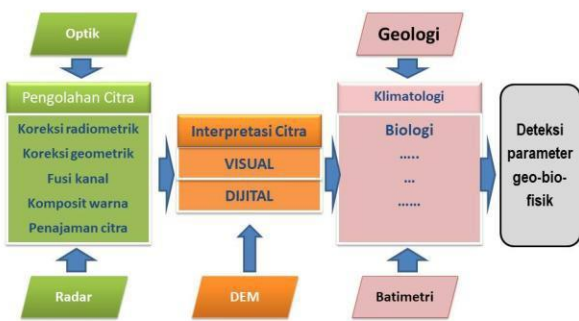 Optik
Geologi
Pengolahan Citra
Koreksi radiometrik
Koreksi geometrik
Fusi kanal
Komposit warna
Penajaman citra
Interpretasi Citra
VISUAL
DIJITAL
Klimatologi
Biologi
.....
...
......
Deteksi
parameter
geo-bio-
fisik
Radar
DEM
Batimetri